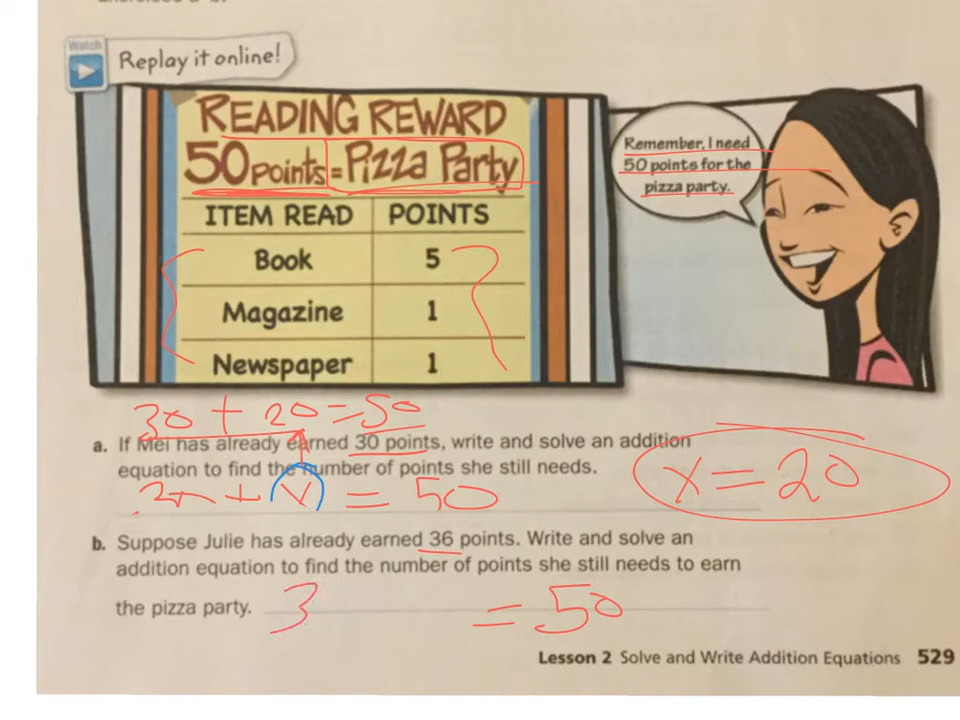 Watch
Replay it online!
READING REWARD
50 POINTS = PIZZA PARTY
ITEM READ POINTS
Book 5
Magazine 1
Newspaper 1
Remember, I need
50 points for the
pizza party.
30 + 20 = 50
a. If Mei has already earned 30 points, write and solve an addition
equation to find the number of points she still needs.
x = 20
+ x = 50
b. Suppose Julie has already earned 36 points. Write and solve an
addition equation to find the number of points she still needs to earn
the pizza party.
3 = 50
Lesson 2 Solve and Write Addition Equations 529